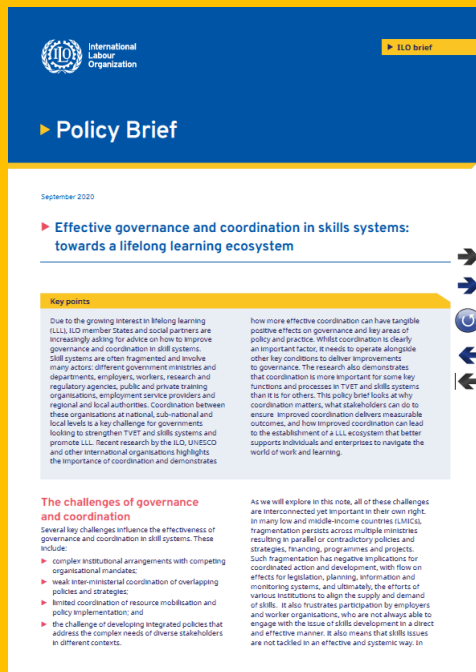 International
Labour
Organization
ILO brief
Policy Brief
September 2020
Effective governance and coordination in skills systems:
towards a lifelong learning ecosystem
Key points
Due to the growing interest in lifelong learning
(LLL), ILO member States and social partners are
increasingly asking for advice on how to improve
governance and coordination in skill systems.
Skill systems are often fragmented and involve
many actors: different government ministries and
departments, employers, workers, research and
regulatory agencies, public and private training
organisations, employment service providers and
regional and local authorities. Coordination between
these organisations at national, sub-national and
local levels is a key challenge for governments
looking to strengthen TVET and skills systems and
promote LLL. Recent research by the ILO, UNESCO
and other international organisations highlights
the importance of coordination and demonstrates
how more effective coordination can have tangible
positive effects on governance and key areas of
policy and practice. Whilst coordination is clearly
an important factor, it needs to operate alongside
other key conditions to deliver improvements
to governance. The research also demonstrates
that coordination is more important for some key
functions and processes in TVET and skills systems
than it is for others. This policy brief looks at why
coordination matters, what stakeholders can do to
ensure improved coordination delivers measurable
outcomes, and how improved coordination can lead
to the establishment of a LLL ecosystem that better
supports individuals and enterprises to navigate the
world of work and learning.
The challenges of governance
and coordination
Several key challenges influence the effectiveness of
governance and coordination in skill systems. These
include:
complex institutional arrangements with competing
organisational mandates;
weak inter-ministerial coordination of overlapping
policies and strategies;
limited coordination of resource mobilisation and
policy implementation; and
the challenge of developing integrated policies that
address the complex needs of diverse stakeholders
in different contexts.
As we will explore in this note, all of these challenges
are interconnected yet important in their own right.
In many low and middle-income countries (LMICs),
fragmentation persists across multiple ministries
resulting in parallel or contradictory policies and
strategies, financing, programmes and projects.
Such fragmentation has negative implications for
coordinated action and development, with flow on
effects for legislation, planning, information and
monitoring systems, and ultimately, the efforts of
various institutions to align the supply and demand
of skills. It also frustrates participation by employers
and worker organisations, who are not always able to
engage with the issue of skills development in a direct
and effective manner. It also means that skills issues
are not tackled in an effective and systemic way. In